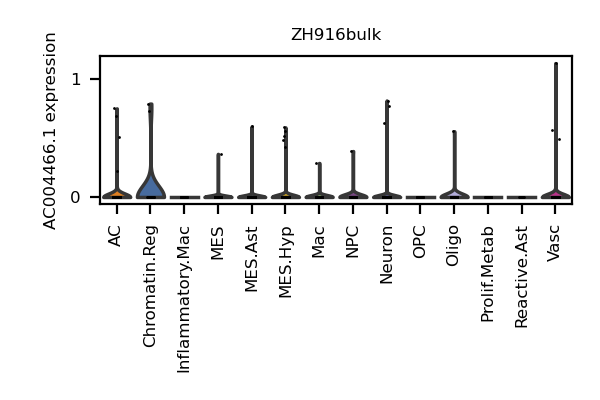 ZH916bulk
AC004466.1 expression
1
0
AC
Chromatin.Reg
Inflammatory.Mac
MES
MES.Ast
MES.Hyp
Mac
NPC
Neuron
OPC
Oligo
Prolif.Metab
Reactive.Ast
Vasc